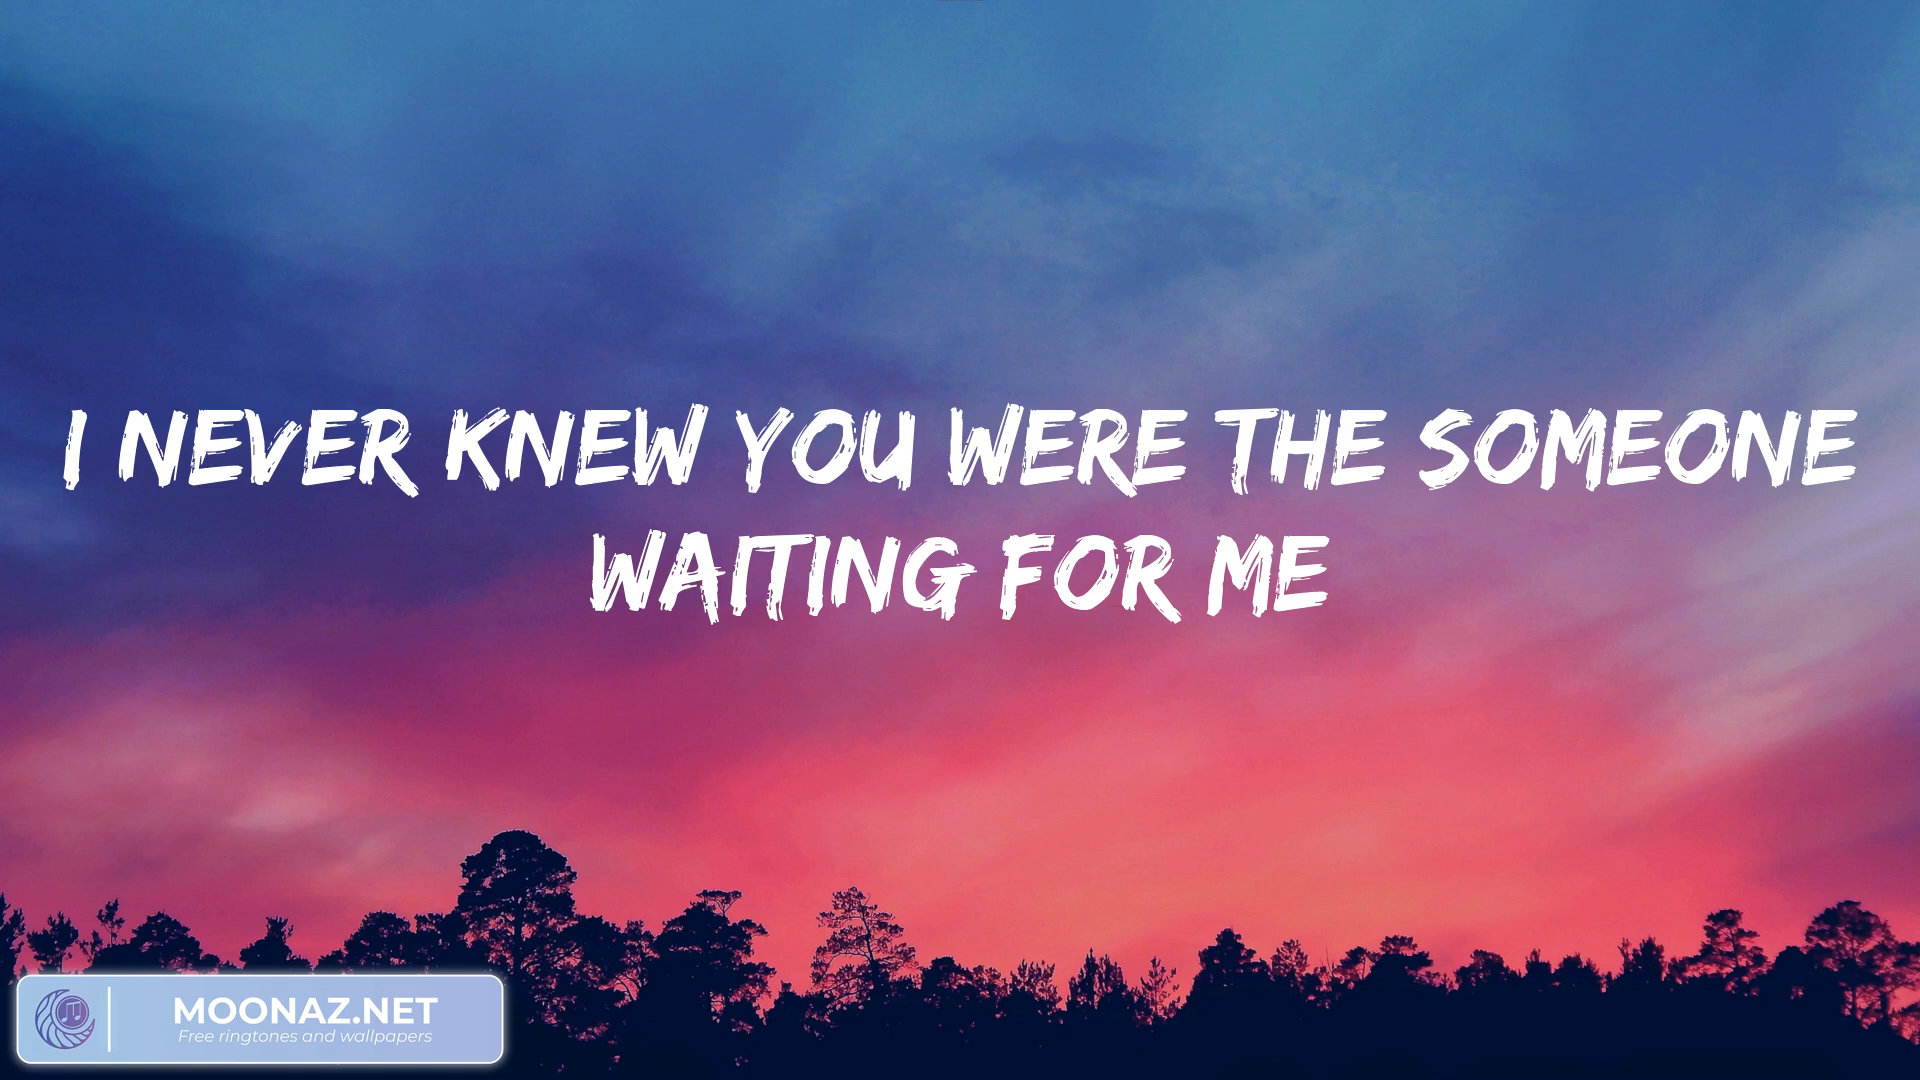 I NEVER KNEW YOU WERE THE SOMEONE
WAITING FOR ME
MOONAZ.NET
Free ringtones and wallpapers